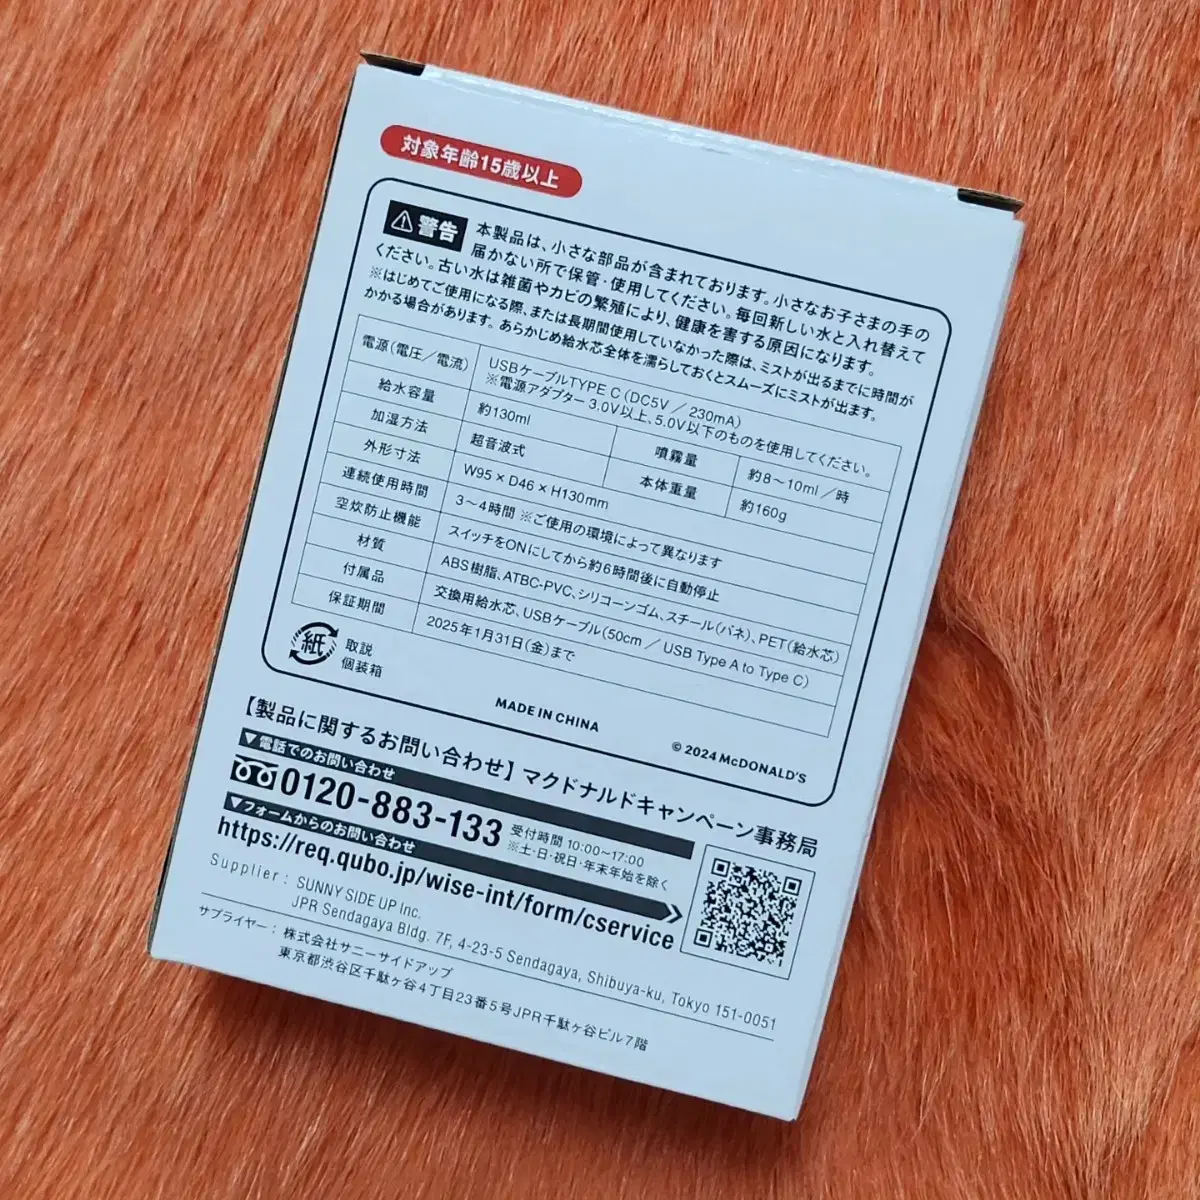 対象年齢15歳以上
警告 本製品は、小さな部品が含まれております。小さなお子さまの手の
届かない所で保管・使用してください。毎回新しい水と入れ替えて
ください。古い水は雑菌やカビの繁殖により、健康を害する原因になります。
※はじめてご使用になる際、または長期間使用していなかった際は、ミストが出るまでに時間が
かかる場合があります。あらかじめ給水芯全体を濡らしておくとスムーズにミストが出ます。
電源(電圧/電流) USBケーブルTYPE C(DC5V / 230mA)
※電源アダプター 3.0V以上、5.0V以下のものを使用してください。
給水容量 約130ml 噴霧量 約8〜10ml/時
加湿方法 超音波式 本体重量 約160g
外形寸法 W95×D46×H130mm
連続使用時間 3〜4時間 ※ご使用の環境によって異なります
空炊防止機能 スイッチをONにしてから約6時間後に自動停止
材質 ABS樹脂、ATBC-PVC、シリコーンゴム、スチール(バネ)、PET(給水芯)
付属品 交換用給水芯、USBケーブル(50cm / USB Type A to Type C)
保証期間 2025年1月31日(金)まで
紙 取説
個装箱
MADE IN CHINA
© 2024 McDONALD'S
【製品に関するお問い合わせ】マクドナルドキャンペーン事務局
▼電話でのお問い合わせ
0120-883-133 受付時間 10:00〜17:00
※土・日・祝日・年末年始を除く
▼フォームからのお問い合わせ
https://req.qubo.jp/wise-int/form/cservice
Supplier : SUNNY SIDE UP Inc.
JPR Sendagaya Bldg. 7F, 4-23-5 Sendagaya, Shibuya-ku, Tokyo 151-0051
サプライヤー : 株式会社サニーサイドアップ
東京都渋谷区千駄ヶ谷4丁目23番5号JPR千駄ヶ谷ビル7階